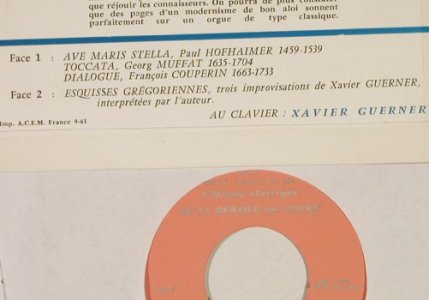 que réjouir les connaisseurs. On pourra de plus constater
que des pages d'un modernisme de bon aloi sonnent
parfaitement sur un orgue de type classique.
Face 1 : AVE MARIS STELLA, Paul HOFHAIMER 1459-1539
TOCCATA, Georg MUFFAT 1635-1704
DIALOGUE, François COUPERIN 1663-1733
Face 2 : ESQUISSES GRÉGORIENNES, trois improvisations de Xavier GUERNER,
interprétées par l'auteur.
AU CLAVIER : XAVIER GUERNER
Imp. A.C.E.M. France 9-63